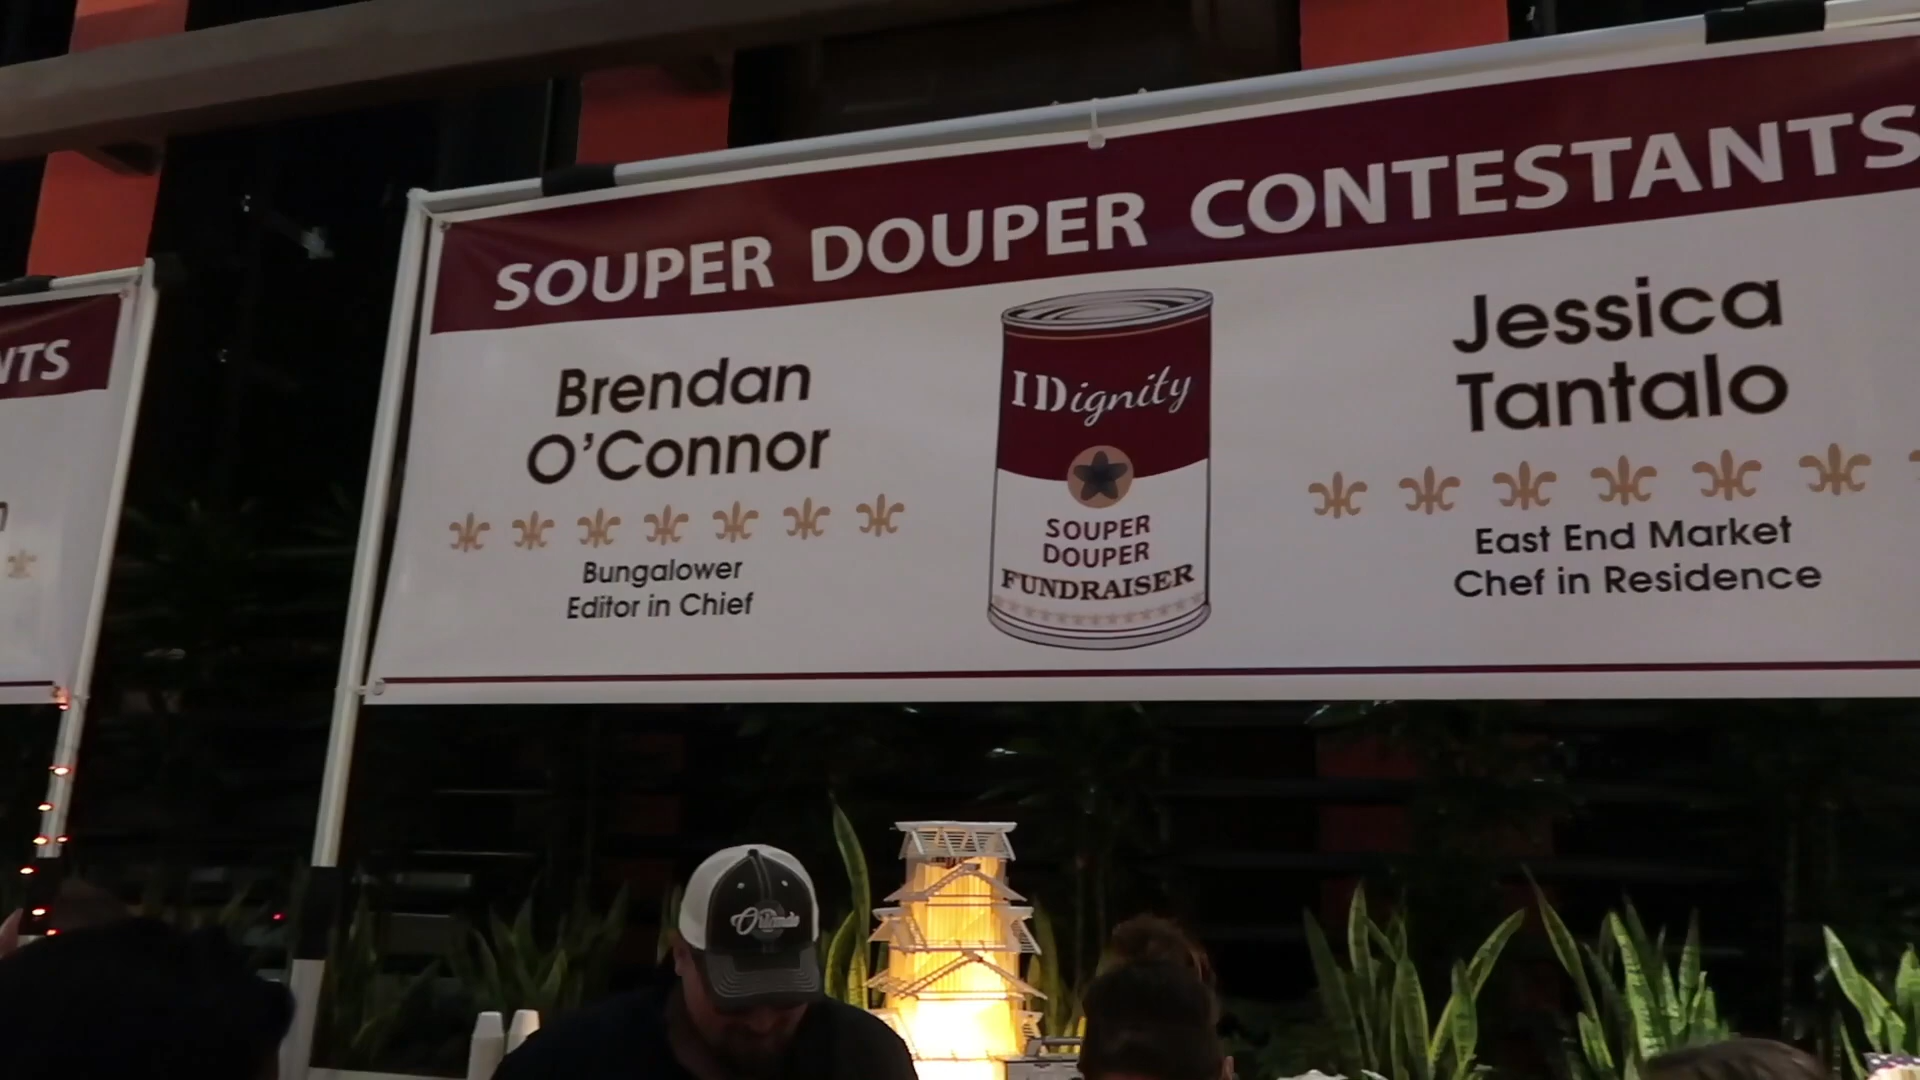 SOUPER DOUPER CONTESTANTS
NTS
Brendan
O'Connor
Bungalower
Editor in Chief
IDignity
SOUPER
DOUPER
FUNDRAISER
Jessica
Tantalo
East End Market
Chef in Residence